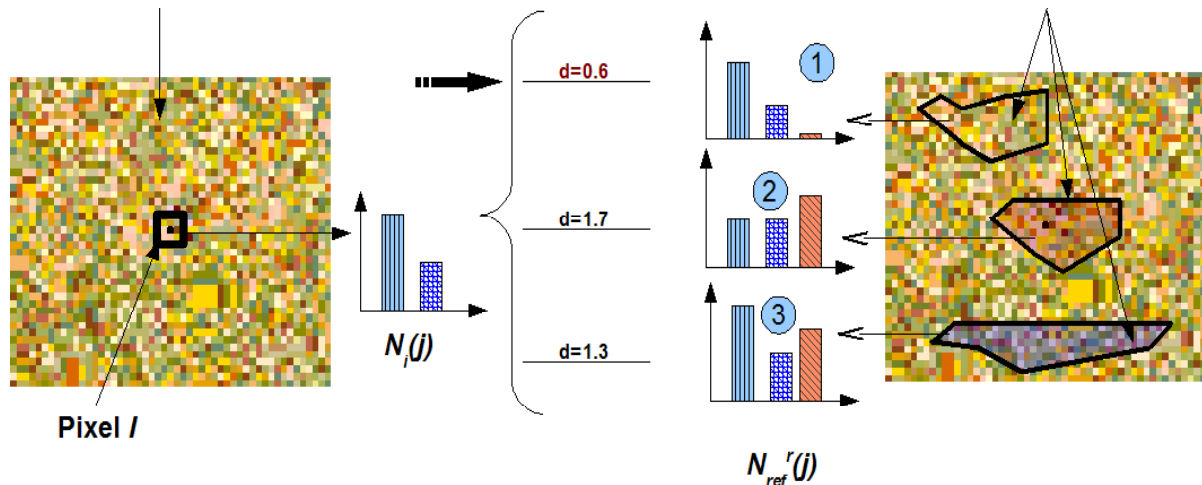 d=0.6
1
2
d=1.7
3
N_i(j)
d=1.3
Pixel I
N_ref^r(j)